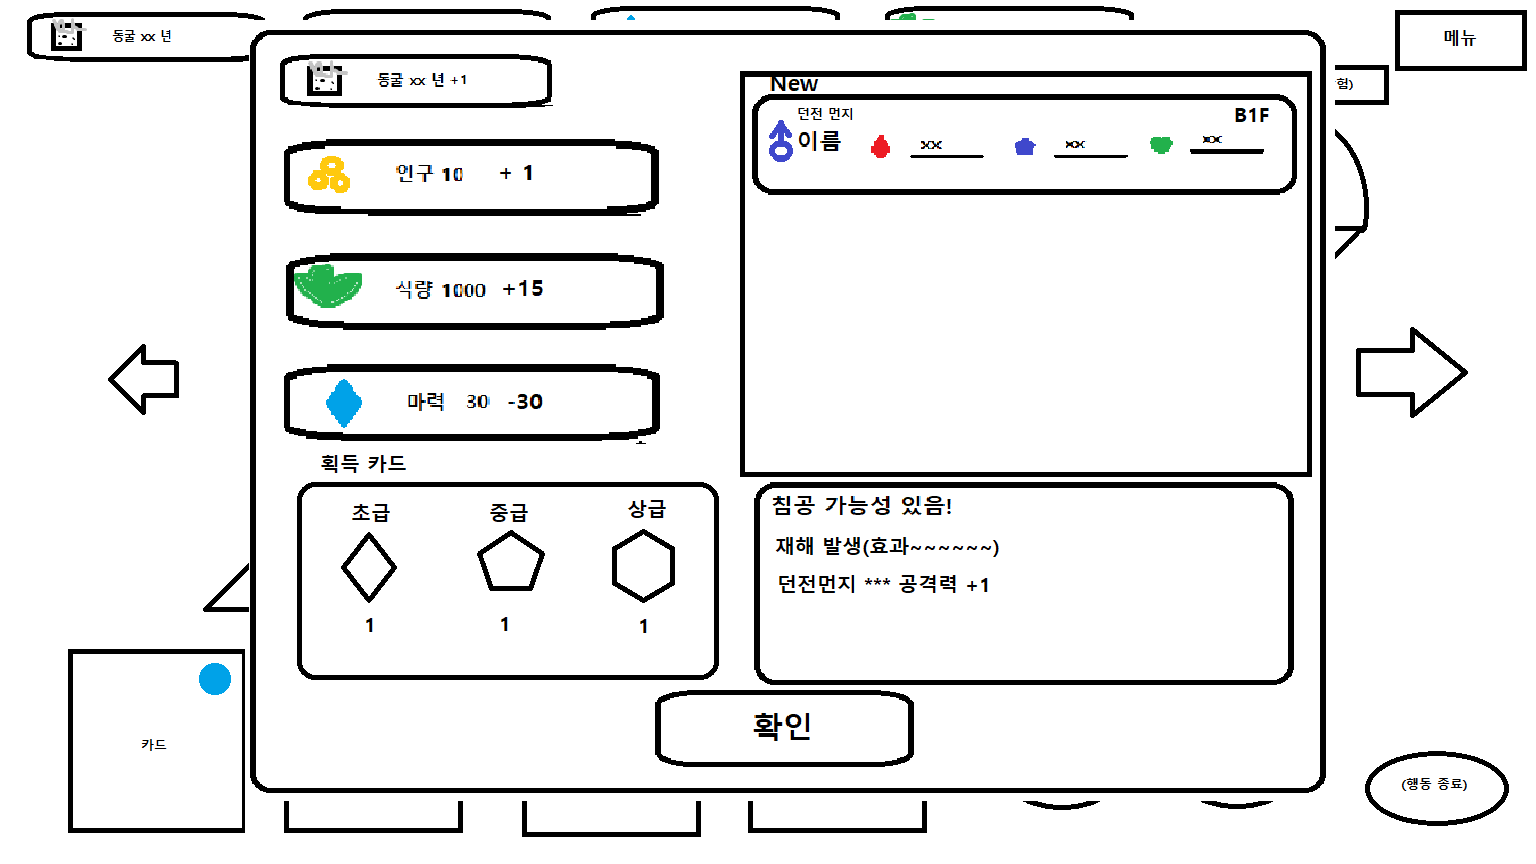 동굴 xx 년
메뉴
험)
동굴 xx 년 +1
New
던전 먼지
B1F
이름
xx
xx
xx
인구 10 + 1
식량 1000 +15
마력 30 -30
획득 카드
초급 중급 상급
1 1 1
침공 가능성 있음!
재해 발생(효과~~~~~~)
던전먼지 *** 공격력 +1
확인
카드
(행동 종료)